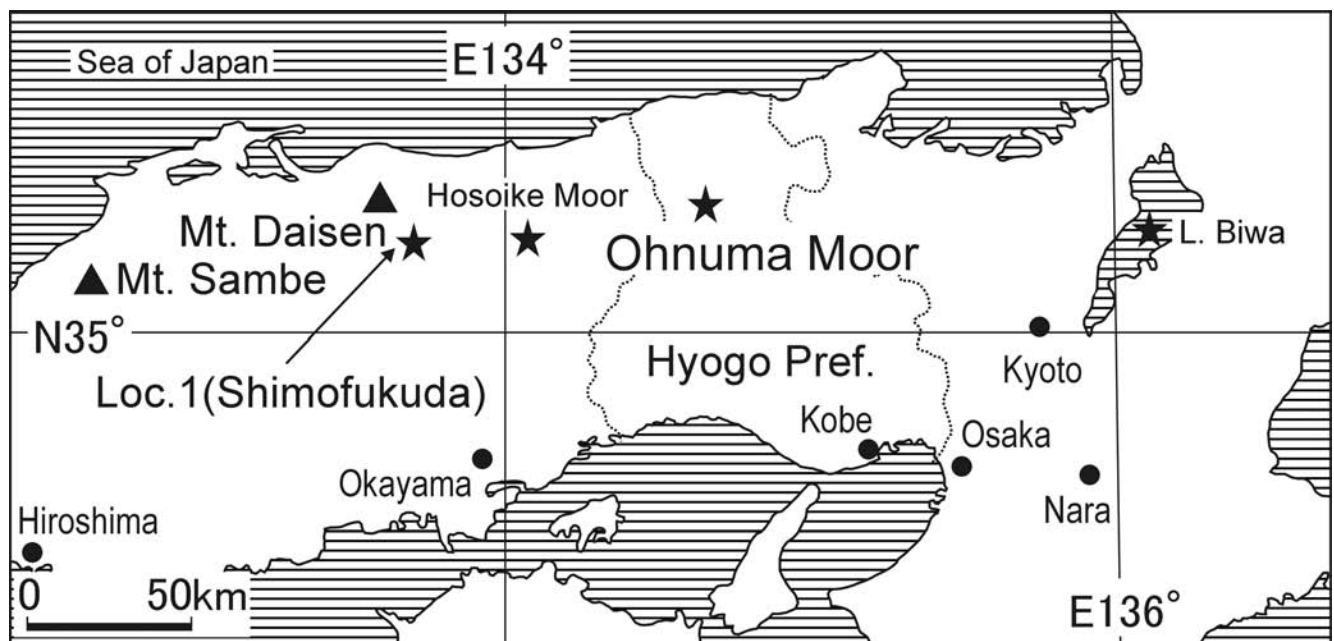 Sea of Japan
E134°
Hosoike Moor
Mt. Daisen
Ohnuma Moor
L. Biwa
Mt. Sambe
N35°
Loc.1(Shimofukuda)
Hyogo Pref.
Kyoto
Kobe
Osaka
Okayama
Nara
Hiroshima
0
50km
E136°